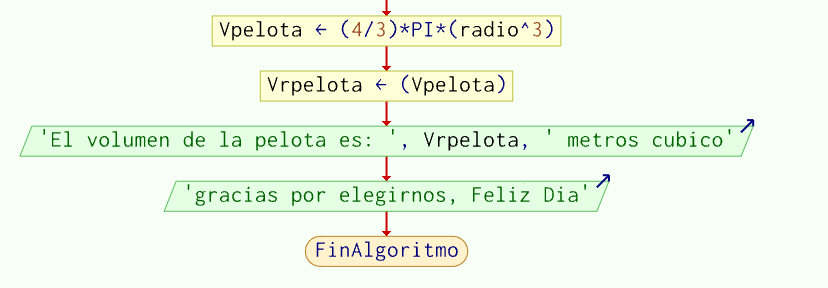 Vpelota ← (4/3)*PI*(radio^3)
Vrpelota ← (Vpelota)
'El volumen de la pelota es: ', Vrpelota, ' metros cubico'
'gracias por elegirnos, Feliz Dia'
FinAlgoritmo